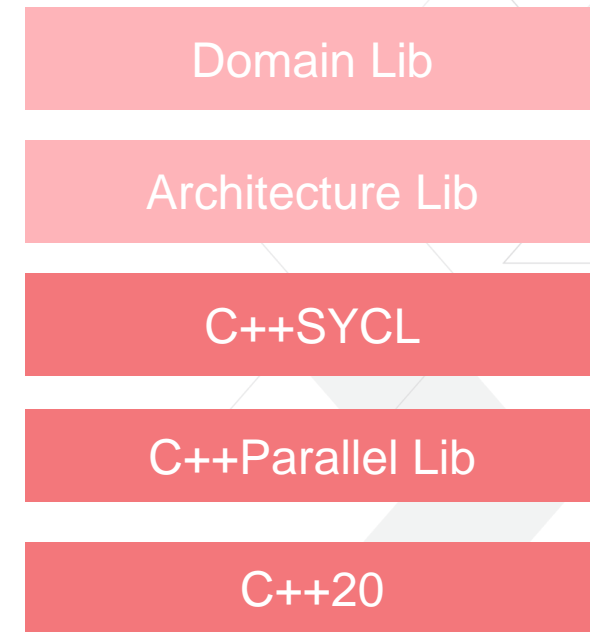 Domain Lib
Architecture Lib
C++SYCL
C++Parallel Lib
C++20